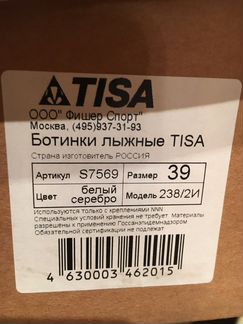 TISA
ООО" Фишер Спорт"
Москва, (495)937-31-93
Ботинки лыжные TISA
Страна изготовитель РОССИЯ
Артикул S7569 Размер 39
Цвет белый серебро Модель 238/2И
Используются только с креплениями NNN
Специальных условий хранения не требует. Материалы
разрешены к применению Госсанэпидемнадзором
Обязательной сертификации не подлежат
4 630003 462015